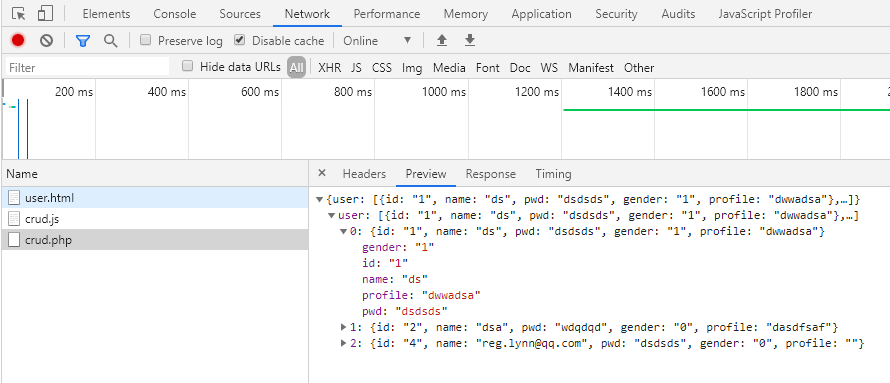 Elements Console Sources Network Performance Memory Application Security Audits JavaScript Profiler
Preserve log Disable cache Online
Filter Hide data URLs All XHR JS CSS Img Media Font Doc WS Manifest Other
200 ms 400 ms 600 ms 800 ms 1000 ms 1200 ms 1400 ms 1600 ms 1800 ms 2
Name
user.html
crud.js
crud.php
× Headers Preview Response Timing
{user: [{id: "1", name: "ds", pwd: "dsdsds", gender: "1", profile: "dwwadsa"},…]}
user: [{id: "1", name: "ds", pwd: "dsdsds", gender: "1", profile: "dwwadsa"},…]
0: {id: "1", name: "ds", pwd: "dsdsds", gender: "1", profile: "dwwadsa"}
gender: "1"
id: "1"
name: "ds"
profile: "dwwadsa"
pwd: "dsdsds"
1: {id: "2", name: "dsa", pwd: "wdqdqd", gender: "0", profile: "dasdfsaf"}
2: {id: "4", name: "reg.lynn@qq.com", pwd: "dsdsds", gender: "0", profile: ""}